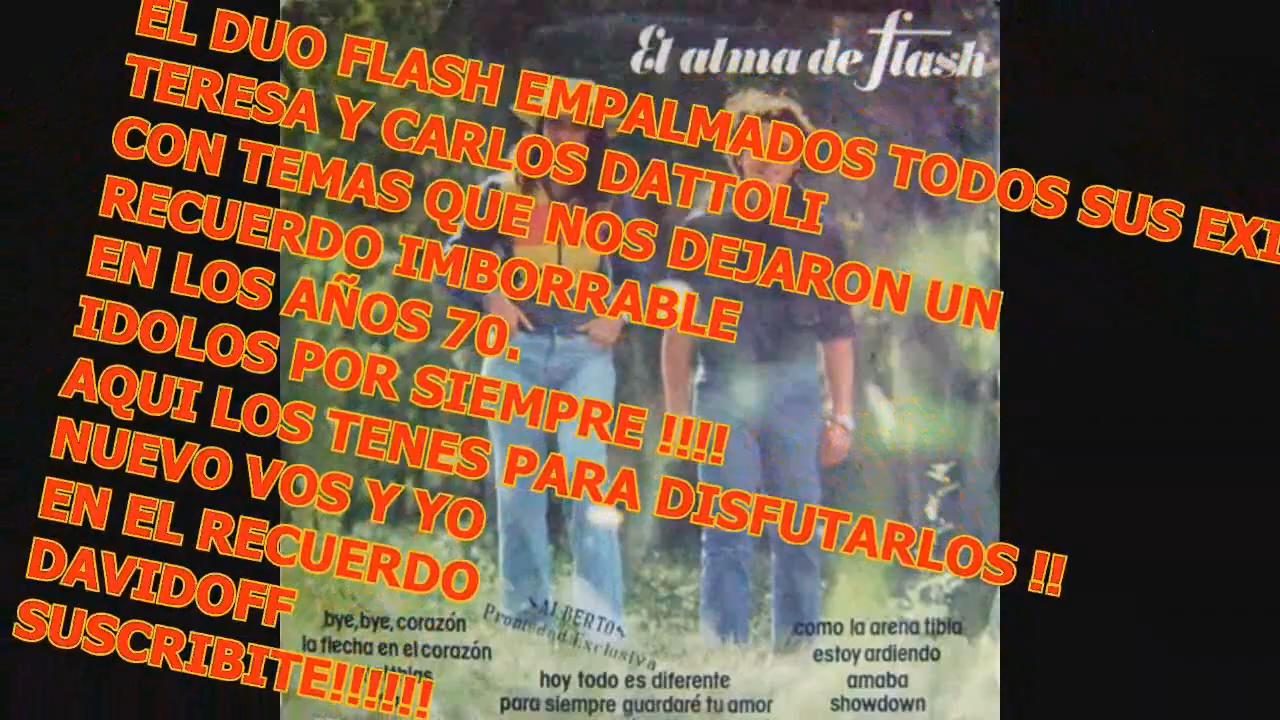 El alma de flash
EL DUO FLASH EMPALMADOS TODOS SUS EXI
TERESA Y CARLOS DATTOLI
CON TEMAS QUE NOS DEJARON UN
RECUERDO IMBORRABLE
EN LOS AÑOS 70.
IDOLOS POR SIEMPRE !!!!
AQUI LOS TENES PARA DISFUTARLOS !!
NUEVO VOS Y YO
EN EL RECUERDO
DAVIDOFF
SUSCRIBITE!!!!!!
bye, bye, corazón
la flecha en el corazón
SALBERTOS
Propiedad Exclusiva
hoy todo es diferente
para siempre guardaré tu amor
como la arena tibia
estoy ardiendo
amaba
showdown